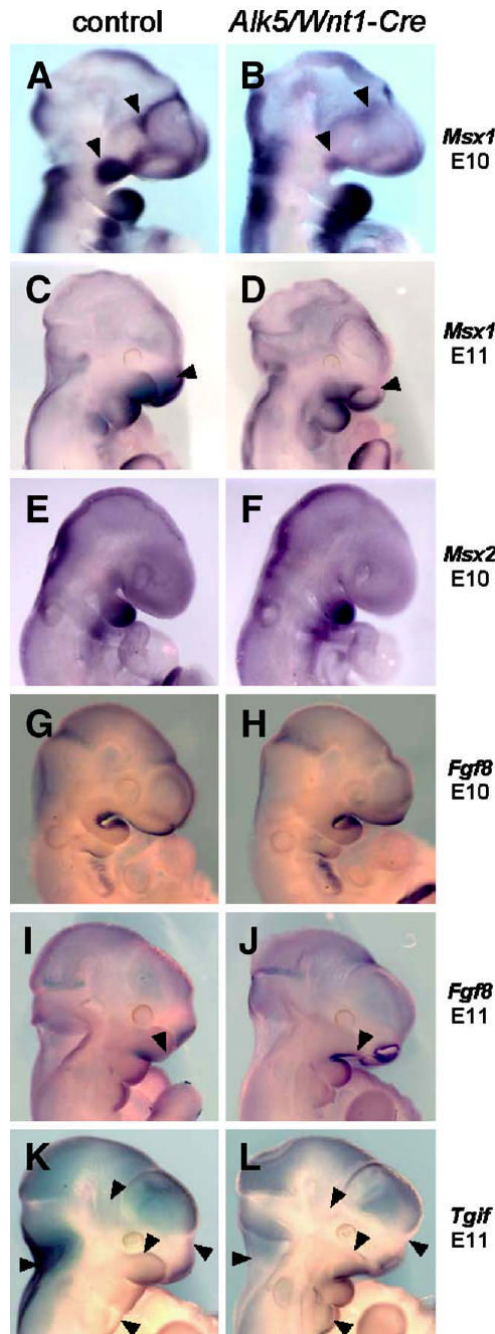 control Alk5/Wnt1-Cre
A B Msx1
E10
C D Msx1
E11
E F Msx2
E10
G H Fgf8
E10
I J Fgf8
E11
K L Tgif
E11